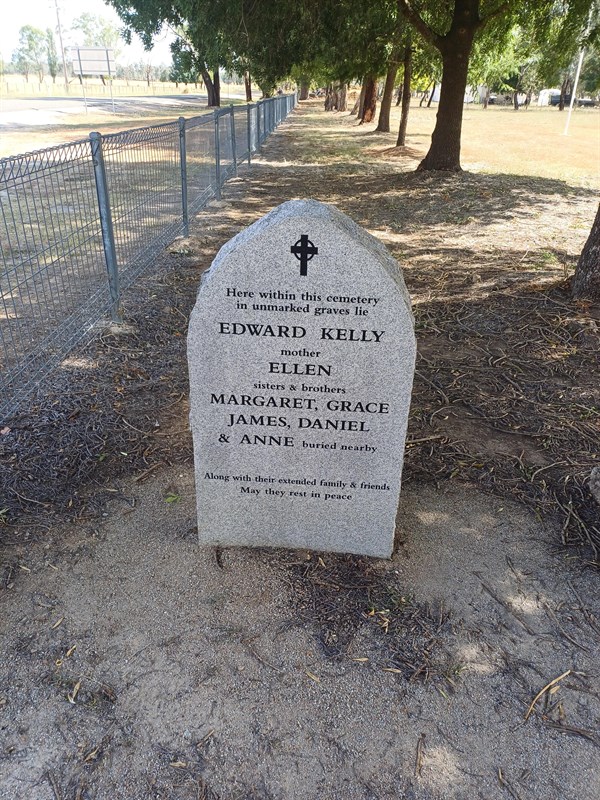 Here within this cemetery
in unmarked graves lie
EDWARD KELLY
mother
ELLEN
sisters & brothers
MARGARET, GRACE
JAMES, DANIEL
& ANNE buried nearby
Along with their extended family & friends
May they rest in peace